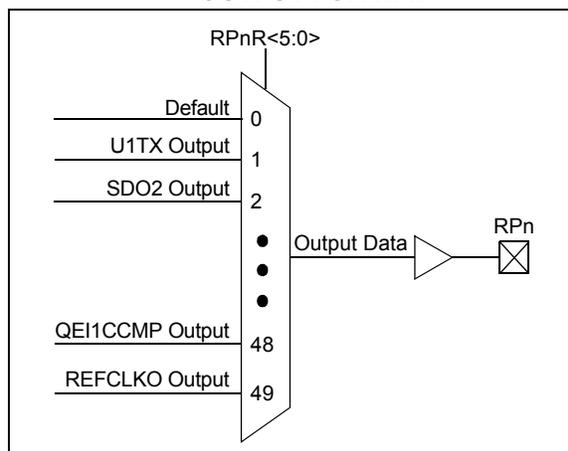 RPnR<5:0>
Default
0
U1TX Output
1
SDO2 Output
2
Output Data
RPn
QEI1CCMP Output
48
REFCLKO Output
49